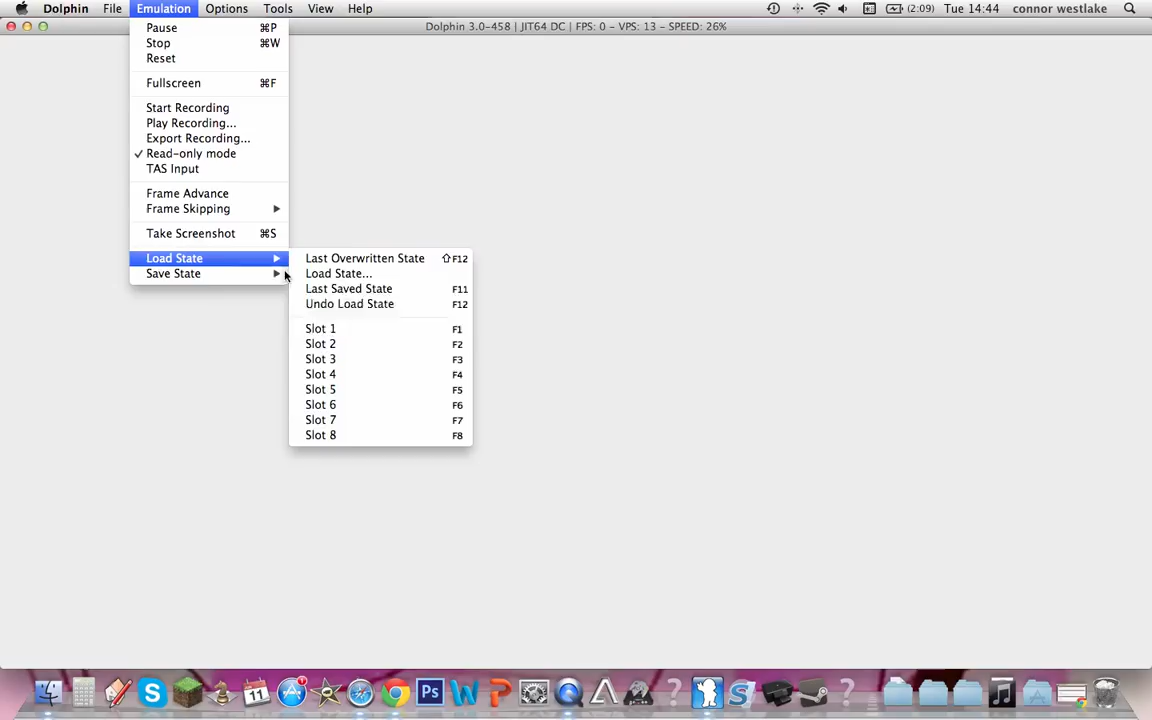 Dolphin File Emulation Options Tools View Help (2:09) Tue 14:44 connor westlake
Dolphin 3.0-458 | JIT64 DC | FPS: 0 - VPS: 13 - SPEED: 26%
Pause ⌘P
Stop ⌘W
Reset
Fullscreen ⌘F
Start Recording
Play Recording...
Export Recording...
✓ Read-only mode
TAS Input
Frame Advance
Frame Skipping ▶
Take Screenshot ⌘S
Load State ▶
Save State ▶
Last Overwritten State ⇧F12
Load State...
Last Saved State F11
Undo Load State F12
Slot 1 F1
Slot 2 F2
Slot 3 F3
Slot 4 F4
Slot 5 F5
Slot 6 F6
Slot 7 F7
Slot 8 F8
11
1
Ps